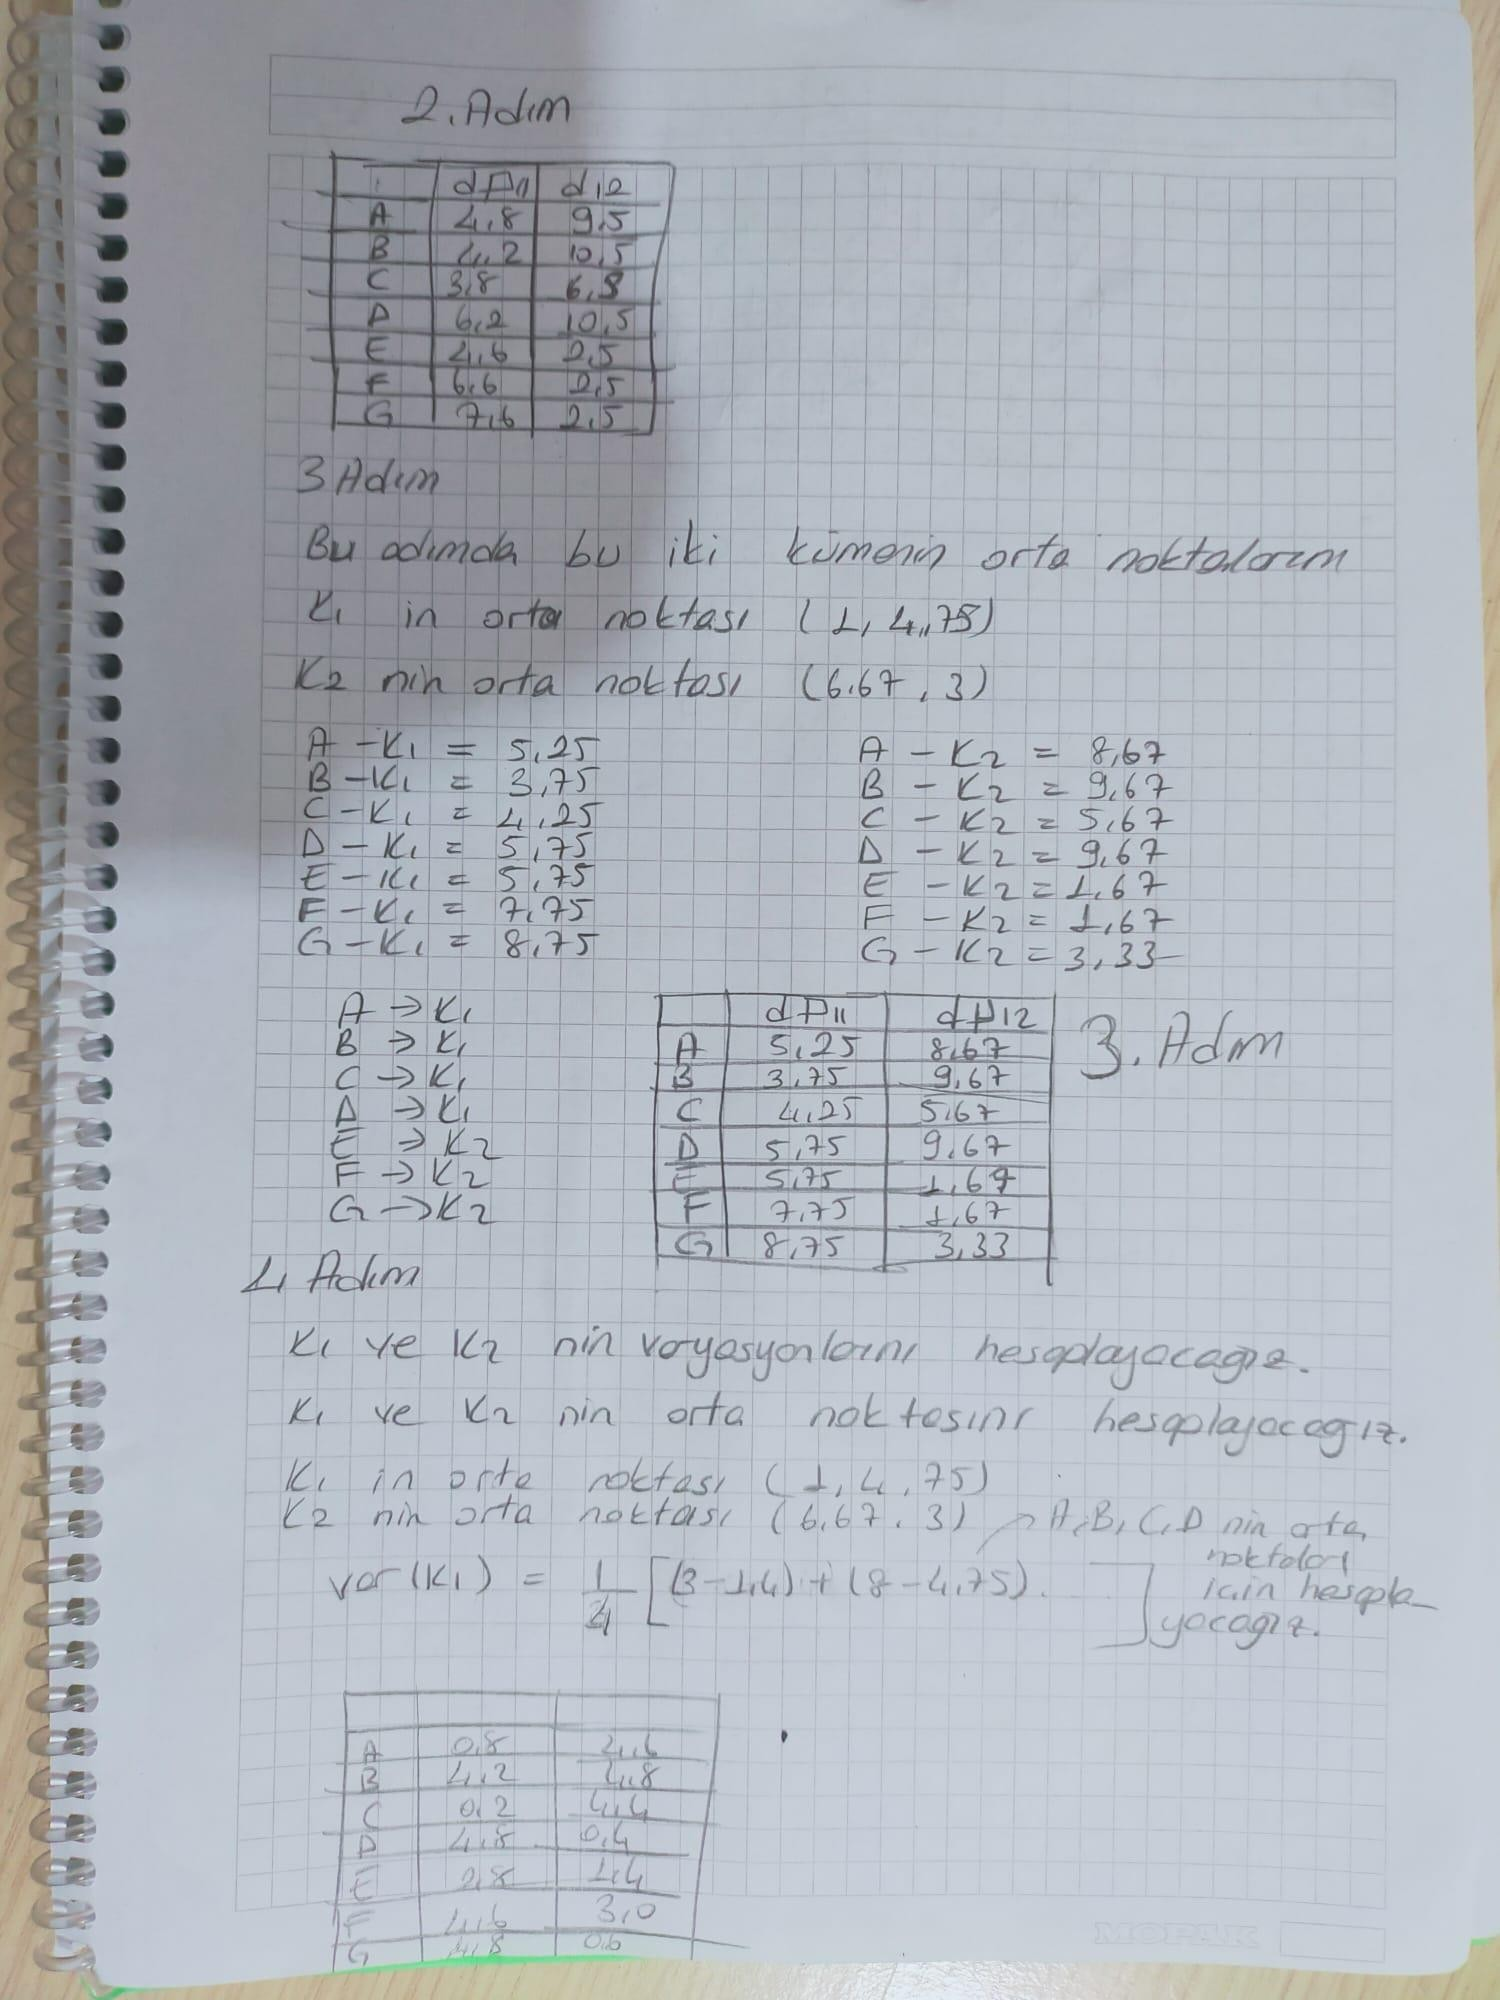 2. Adım
dA11 d12
A 4,8 9,5
B 4,2 10,5
C 3,8 6,8
D 6,2 10,5
E 4,6 2,5
F 6,6 2,5
G 7,6 2,5
3 Adım
Bu adımda bu iki kümenin orta noktalarını
K1 in orta noktası (1, 4,75)
K2 nin orta noktası (6,67, 3)
A - K1 = 5,25 A - K2 = 8,67
B - K1 = 3,75 B - K2 = 9,67
C - K1 = 4,25 C - K2 = 5,67
D - K1 = 5,75 D - K2 = 9,67
E - K1 = 5,75 E - K2 = 1,67
F - K1 = 7,75 F - K2 = 1,67
G - K1 = 8,75 G - K2 = 3,33
A → K1
B → K1
C → K1
D → K1
E → K2
F → K2
G → K2
dA11 dA12
A 5,25 8,67
B 3,75 9,67
C 4,25 5,67
D 5,75 9,67
E 5,75 1,67
F 7,75 1,67
G 8,75 3,33
3. Adım
4 Adım
K1 ve K2 nin varyasyonlarını hesaplayacağız.
K1 ve K2 nin orta noktasını hesaplayacağız.
K1 in orta noktası (1, 4,75)
K2 nin orta noktası (6,67, 3)
A, B, C, D nin orta
noktaları
için hesapla-
yacağız.
var(K1) = 1/4 [(3-1,4) + (8-4,75).
A 0,8 4,6
B 4,2 4,8
C 0,2 4,4
D 4,8 0,4
E 2,8 1,4
F 4,6 3,0
G 4,8 0,6
MOPAK